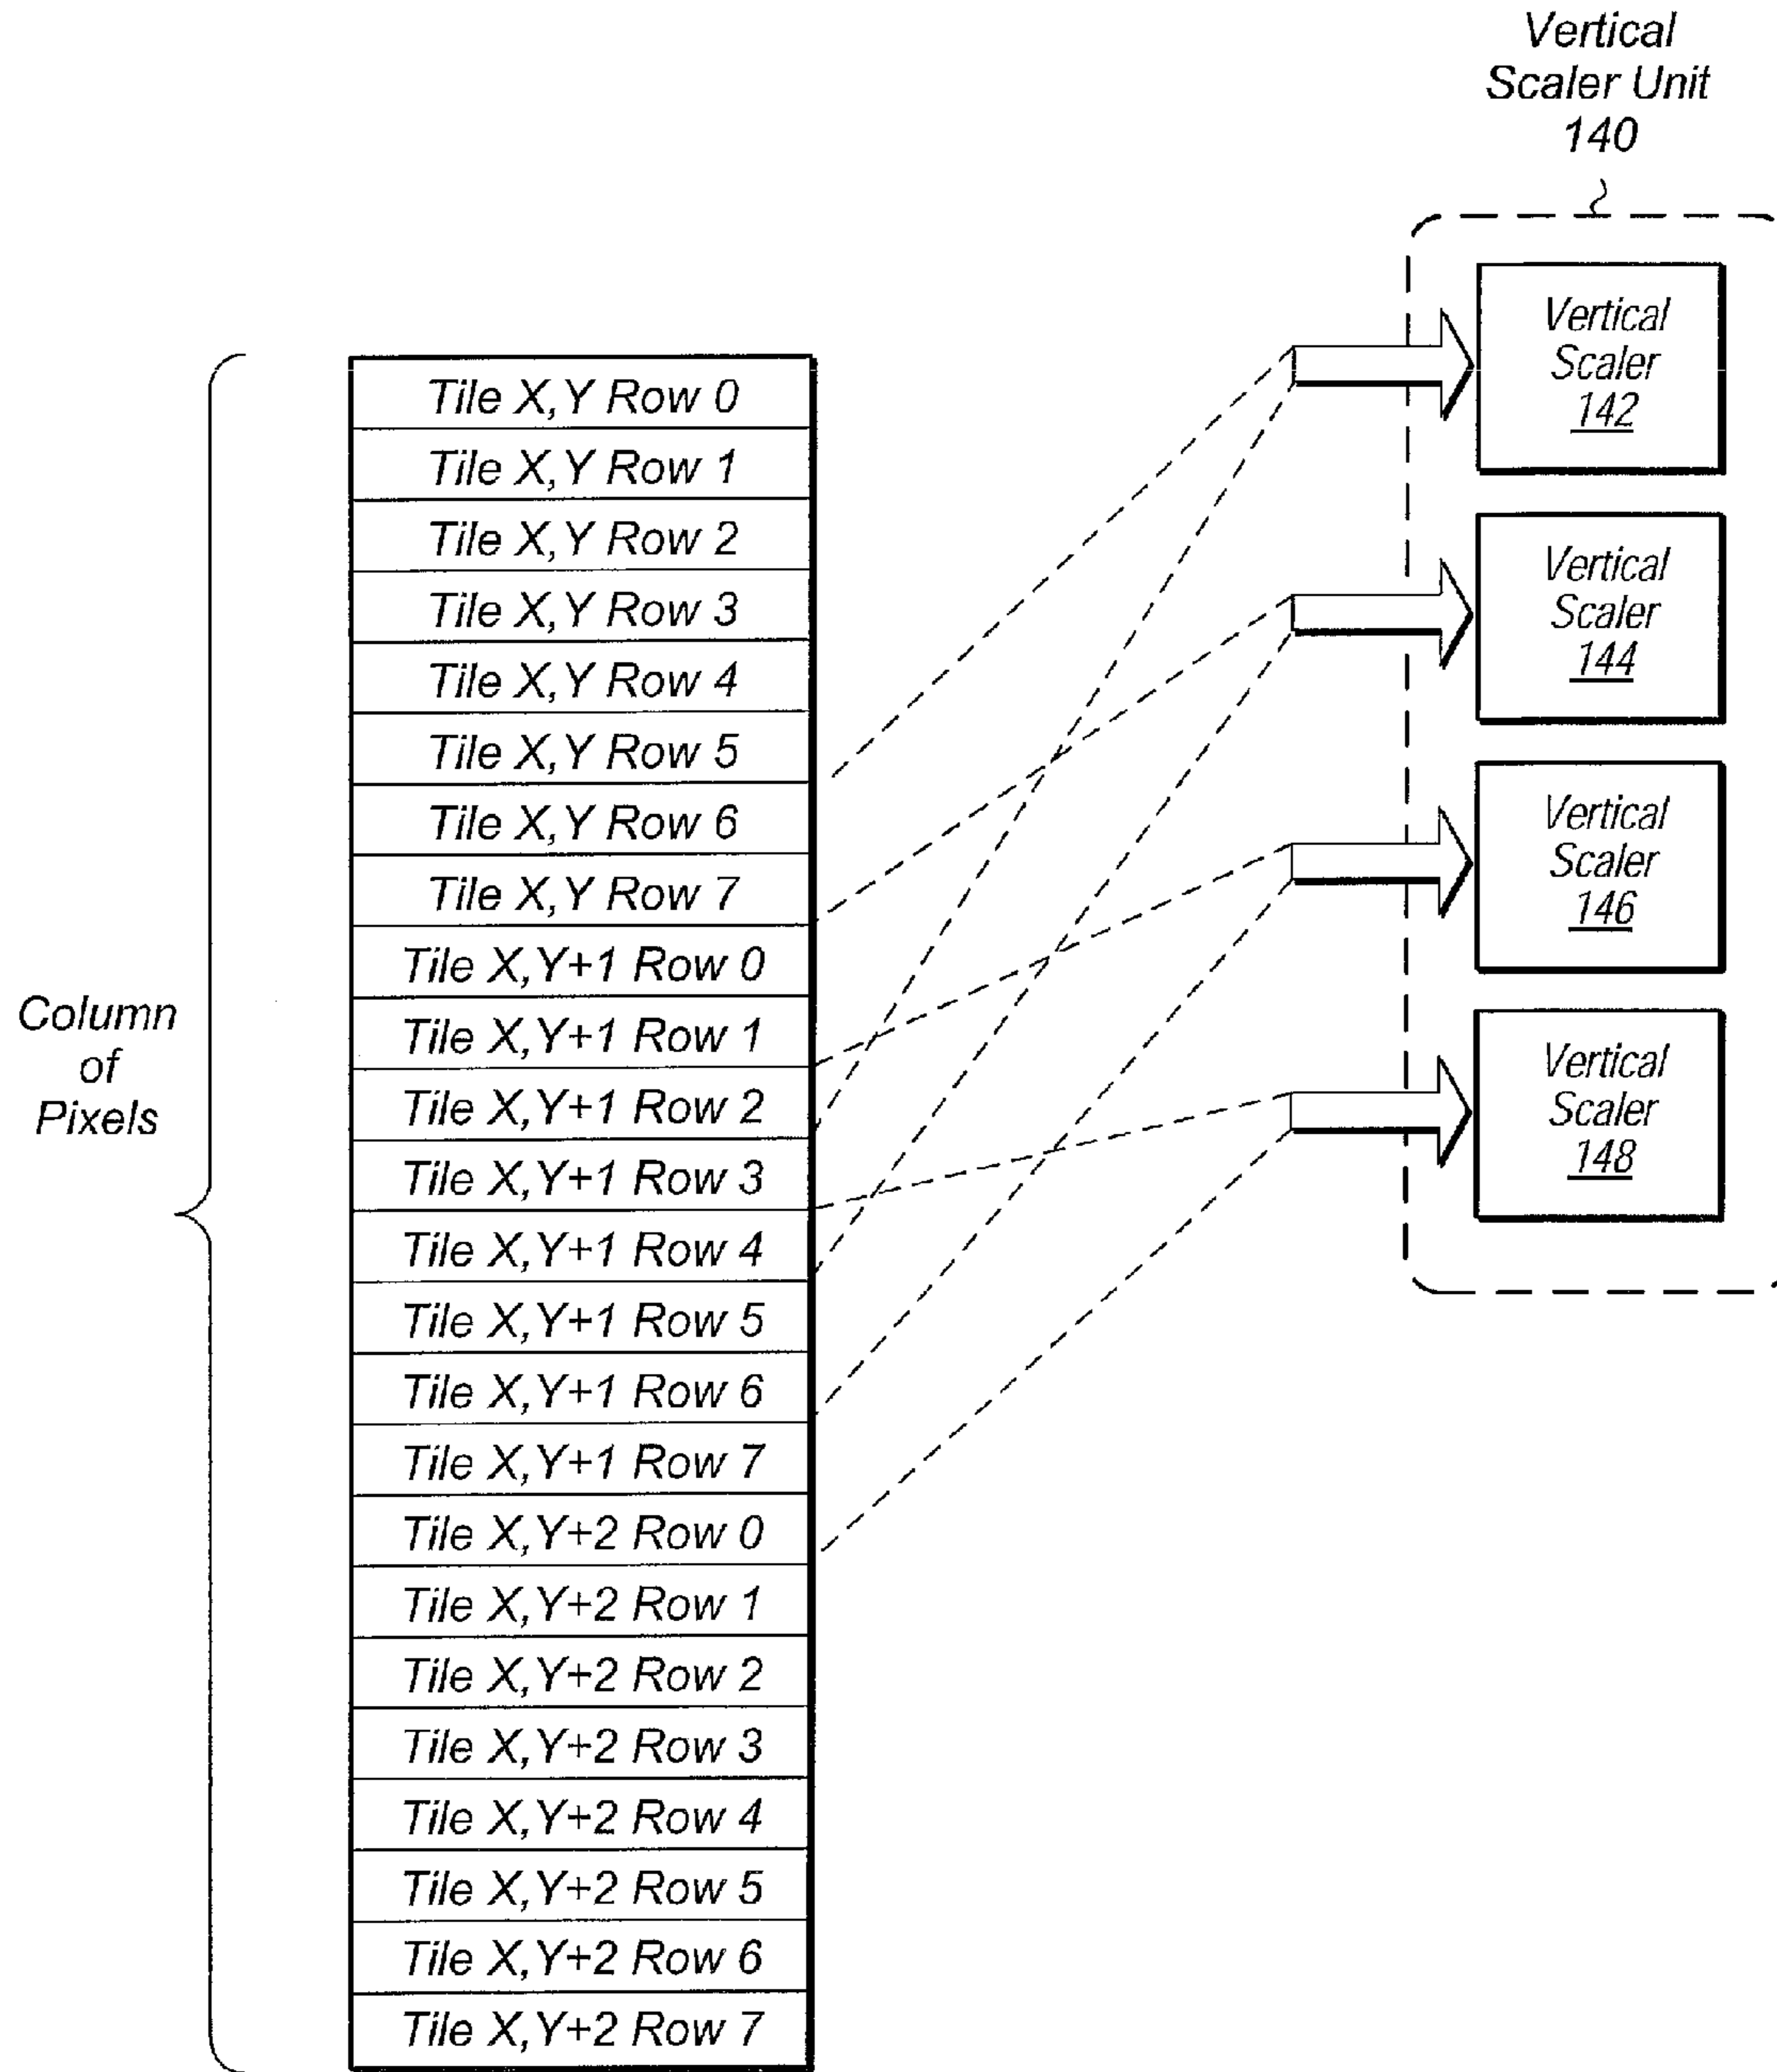 Vertical
Scaler Unit
140
Vertical
Scaler
142
Vertical
Scaler
144
Vertical
Scaler
146
Vertical
Scaler
148
Column
of
Pixels
Tile X,Y Row 0
Tile X,Y Row 1
Tile X,Y Row 2
Tile X,Y Row 3
Tile X,Y Row 4
Tile X,Y Row 5
Tile X,Y Row 6
Tile X,Y Row 7
Tile X,Y+1 Row 0
Tile X,Y+1 Row 1
Tile X,Y+1 Row 2
Tile X,Y+1 Row 3
Tile X,Y+1 Row 4
Tile X,Y+1 Row 5
Tile X,Y+1 Row 6
Tile X,Y+1 Row 7
Tile X,Y+2 Row 0
Tile X,Y+2 Row 1
Tile X,Y+2 Row 2
Tile X,Y+2 Row 3
Tile X,Y+2 Row 4
Tile X,Y+2 Row 5
Tile X,Y+2 Row 6
Tile X,Y+2 Row 7